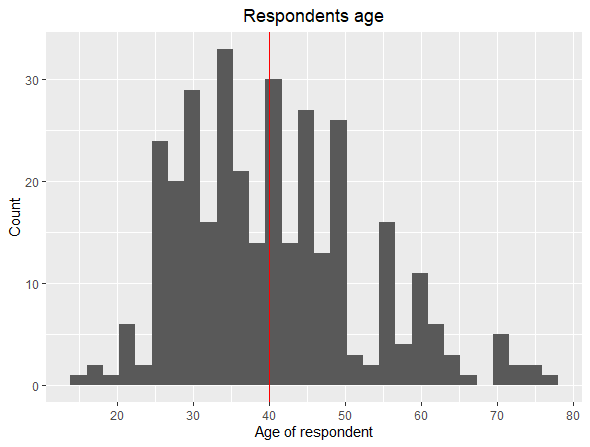 Respondents age
Count
30
20
10
0
20 30 40 50 60 70 80
Age of respondent